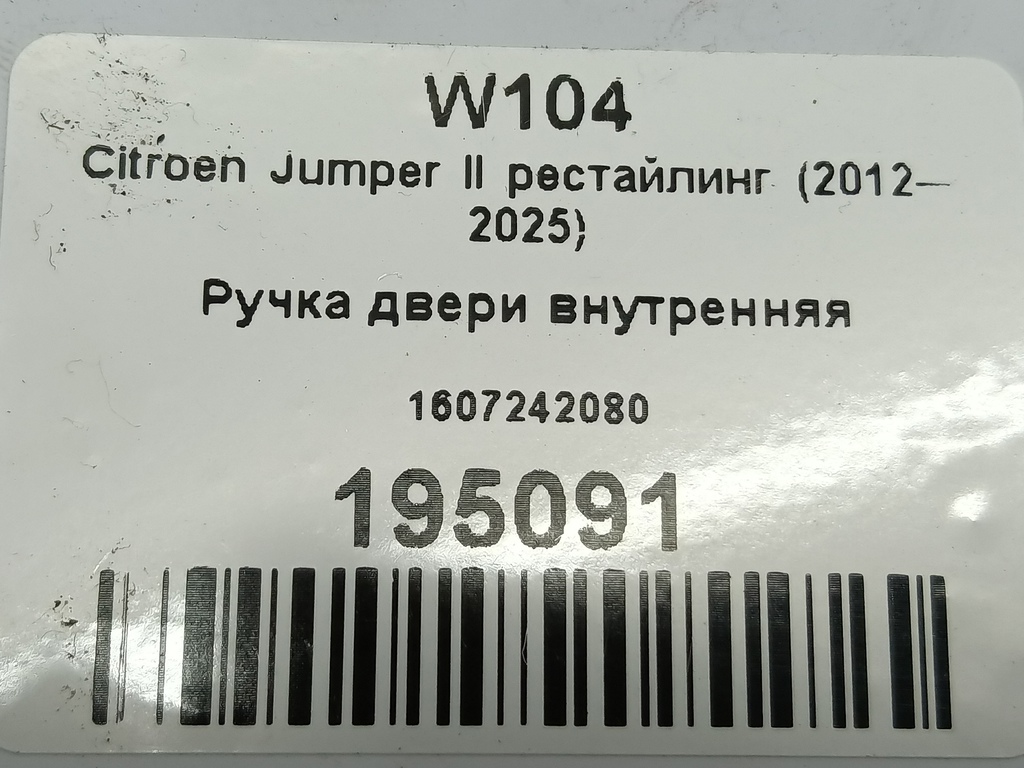 W104
Citroen Jumper II рестайлинг (2012–
2025)
Ручка двери внутренняя
1607242080
195091